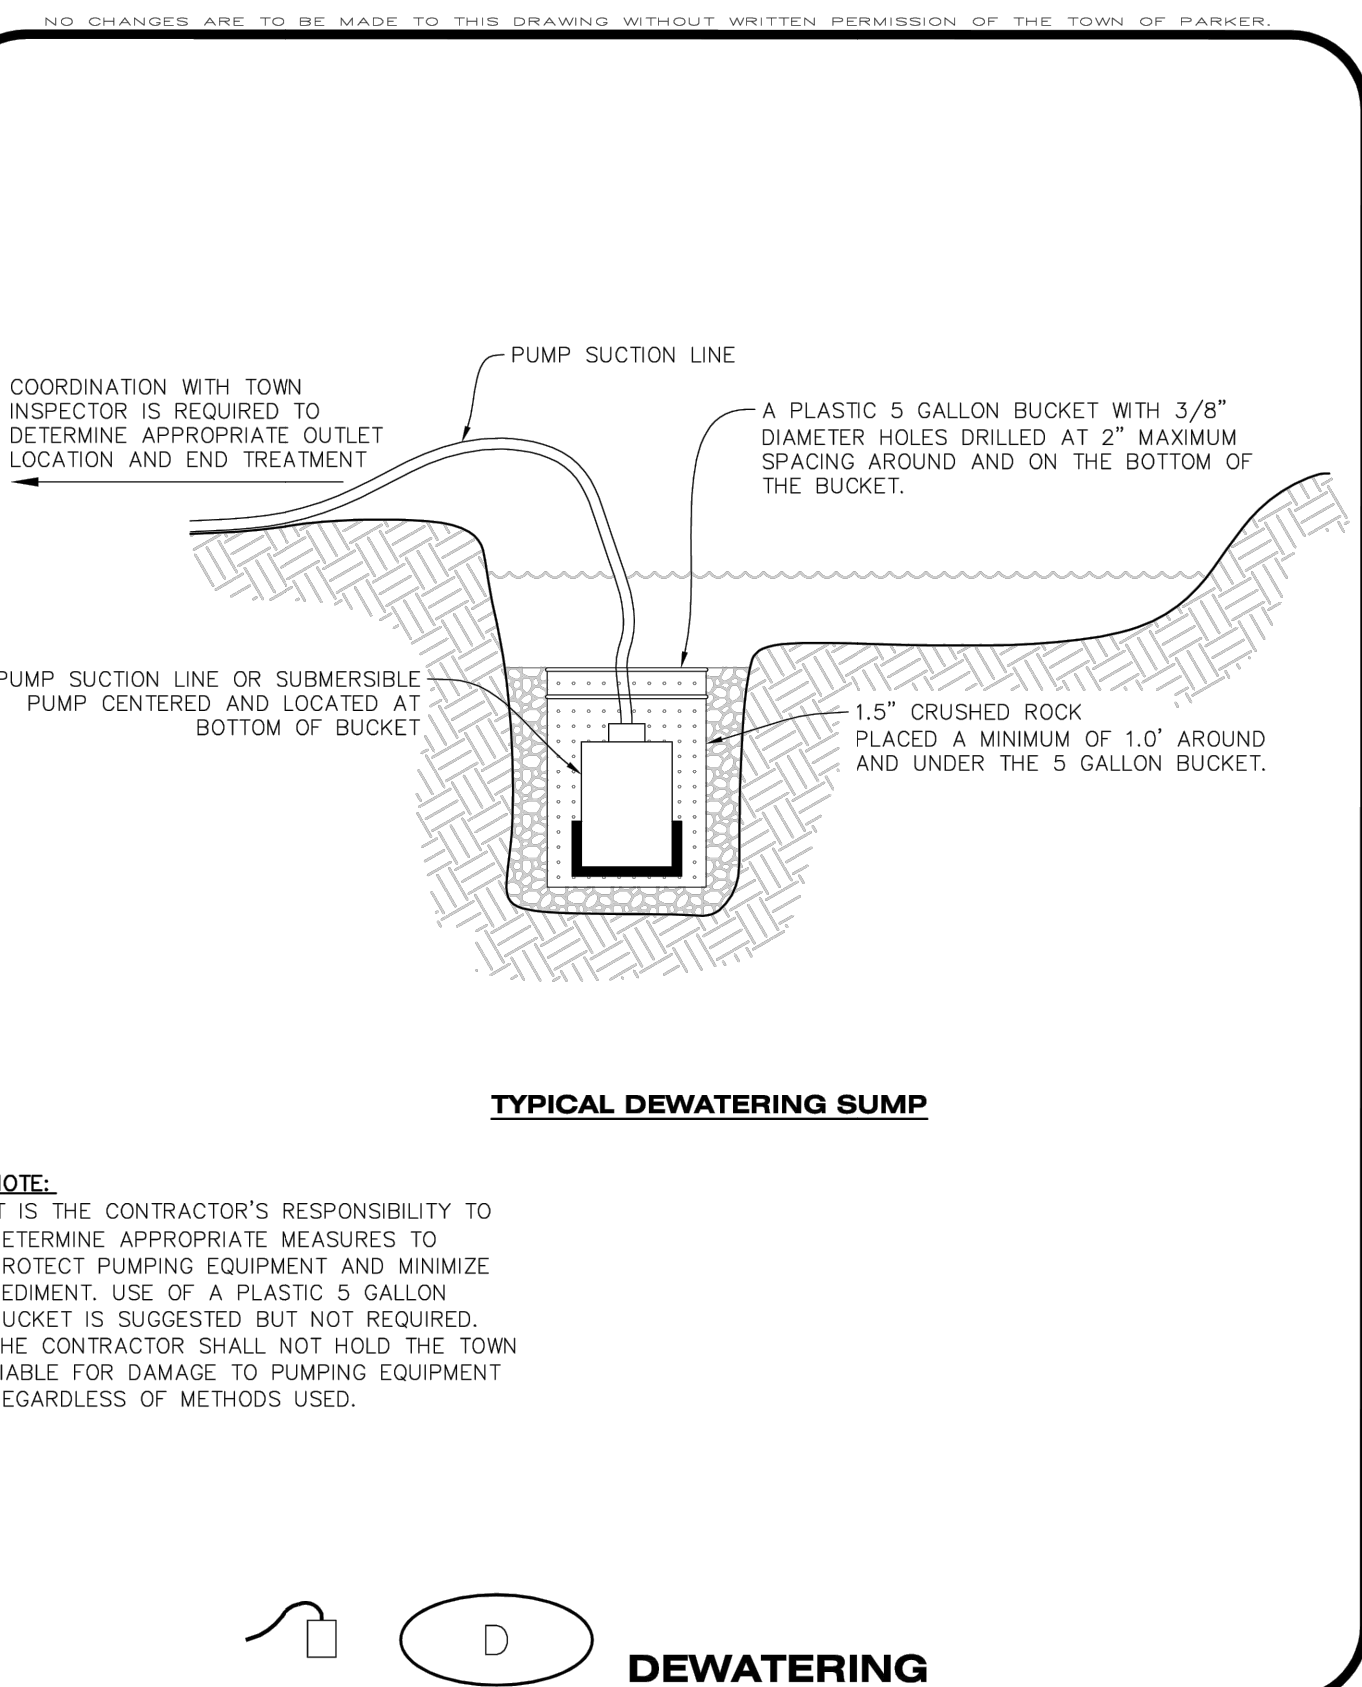 NO CHANGES ARE TO BE MADE TO THIS DRAWING WITHOUT WRITTEN PERMISSION OF THE TOWN OF PARKER.
PUMP SUCTION LINE
COORDINATION WITH TOWN
INSPECTOR IS REQUIRED TO
DETERMINE APPROPRIATE OUTLET
LOCATION AND END TREATMENT
A PLASTIC 5 GALLON BUCKET WITH 3/8"
DIAMETER HOLES DRILLED AT 2" MAXIMUM
SPACING AROUND AND ON THE BOTTOM OF
THE BUCKET.
PUMP SUCTION LINE OR SUBMERSIBLE
PUMP CENTERED AND LOCATED AT
BOTTOM OF BUCKET
1.5" CRUSHED ROCK
PLACED A MINIMUM OF 1.0' AROUND
AND UNDER THE 5 GALLON BUCKET.
TYPICAL DEWATERING SUMP
NOTE:
T IS THE CONTRACTOR'S RESPONSIBILITY TO
ETERMINE APPROPRIATE MEASURES TO
ROTECT PUMPING EQUIPMENT AND MINIMIZE
EDIMENT. USE OF A PLASTIC 5 GALLON
UCKET IS SUGGESTED BUT NOT REQUIRED.
HE CONTRACTOR SHALL NOT HOLD THE TOWN
IABLE FOR DAMAGE TO PUMPING EQUIPMENT
EGARDLESS OF METHODS USED.
D
DEWATERING